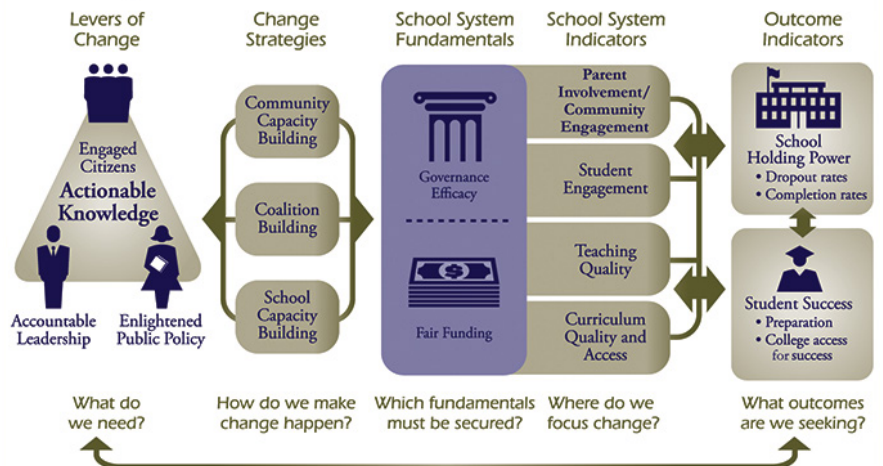 Levers of
Change
Engaged
Citizens
Actionable
Knowledge
Accountable
Leadership
Enlightened
Public Policy
What do
we need?
Change
Strategies
Community
Capacity
Building
Coalition
Building
School
Capacity
Building
How do we make
change happen?
School System
Fundamentals
Governance
Efficacy
$
Fair Funding
Which fundamentals
must be secured?
School System
Indicators
Parent
Involvement/
Community
Engagement
Student
Engagement
Teaching
Quality
Curriculum
Quality and
Access
Where do we
focus change?
Outcome
Indicators
School
Holding Power
• Dropout rates
• Completion rates
Student Success
• Preparation
• College access
for success
What outcomes
are we seeking?